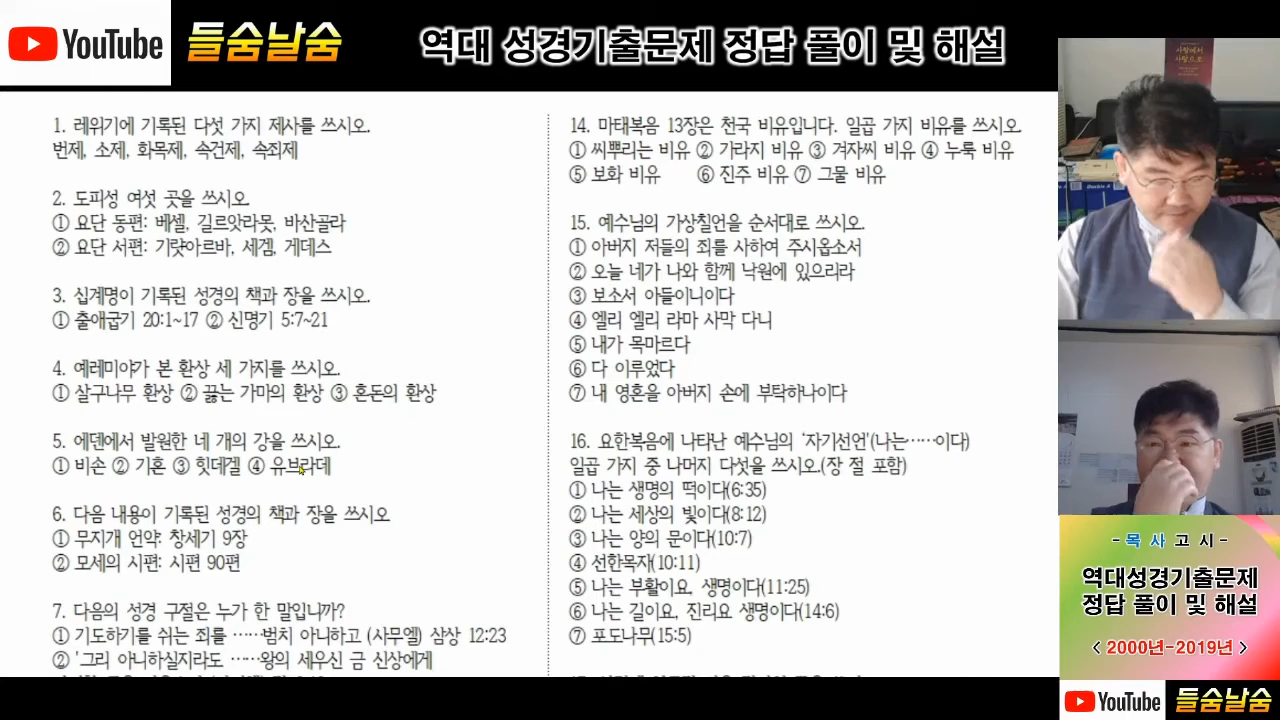 YouTube 들숨날숨 역대 성경기출문제 정답 풀이 및 해설
1. 레위기에 기록된 다섯 가지 제사를 쓰시오.
번제, 소제, 화목제, 속건제, 속죄제
2. 도피성 여섯 곳을 쓰시오.
① 요단 동편: 베셀, 길르앗라못, 바산골라
② 요단 서편: 기럇아르바, 세겜, 게데스
3. 십계명이 기록된 성경의 책과 장을 쓰시오.
① 출애굽기 20:1~17 ② 신명기 5:7~21
4. 예레미야가 본 환상 세 가지를 쓰시오.
① 살구나무 환상 ② 끓는 가마의 환상 ③ 혼돈의 환상
5. 에덴에서 발원한 네 개의 강을 쓰시오.
① 비손 ② 기혼 ③ 힛데겔 ④ 유브라데
6. 다음 내용이 기록된 성경의 책과 장을 쓰시오
① 무지개 언약: 창세기 9장
② 모세의 시편: 시편 90편
7. 다음의 성경 구절은 누가 한 말입니까?
① 기도하기를 쉬는 죄를 ……범치 아니하고 (사무엘) 삼상 12:23
② '그리 아니하실지라도 ……왕의 세우신 금 신상에게
14. 마태복음 13장은 천국 비유입니다. 일곱 가지 비유를 쓰시오.
① 씨뿌리는 비유 ② 가라지 비유 ③ 겨자씨 비유 ④ 누룩 비유
⑤ 보화 비유 ⑥ 진주 비유 ⑦ 그물 비유
15. 예수님의 가상칠언을 순서대로 쓰시오.
① 아버지 저들의 죄를 사하여 주시옵소서
② 오늘 네가 나와 함께 낙원에 있으리라
③ 보소서 아들이니이다
④ 엘리 엘리 라마 사막 다니
⑤ 내가 목마르다
⑥ 다 이루었다
⑦ 내 영혼을 아버지 손에 부탁하나이다
16. 요한복음에 나타난 예수님의 '자기선언'(나는……이다)
일곱 가지 중 나머지 다섯을 쓰시오.(장 절 포함)
① 나는 생명의 떡이다(6:35)
② 나는 세상의 빛이다(8:12)
③ 나는 양의 문이다(10:7)
④ 선한목자(10:11)
⑤ 나는 부활이요, 생명이다(11:25)
⑥ 나는 길이요, 진리요 생명이다(14:6)
⑦ 포도나무(15:5)
사랑에서
사랑으로
- 목 사 고 시 -
역대성경기출문제
정답 풀이 및 해설
< 2000년-2019년 >
YouTube 들숨날숨